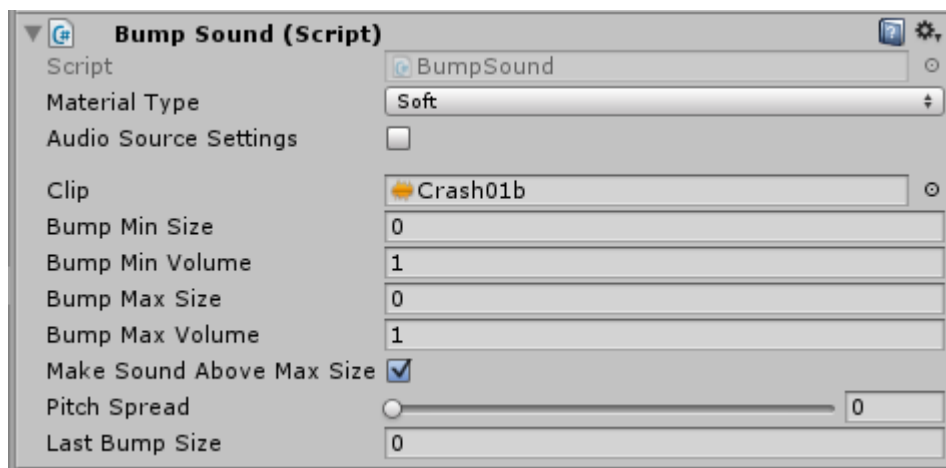 Bump Sound (Script)
Script BumpSound
Material Type Soft
Audio Source Settings
Clip Crash01b
Bump Min Size 0
Bump Min Volume 1
Bump Max Size 0
Bump Max Volume 1
Make Sound Above Max Size
Pitch Spread 0
Last Bump Size 0